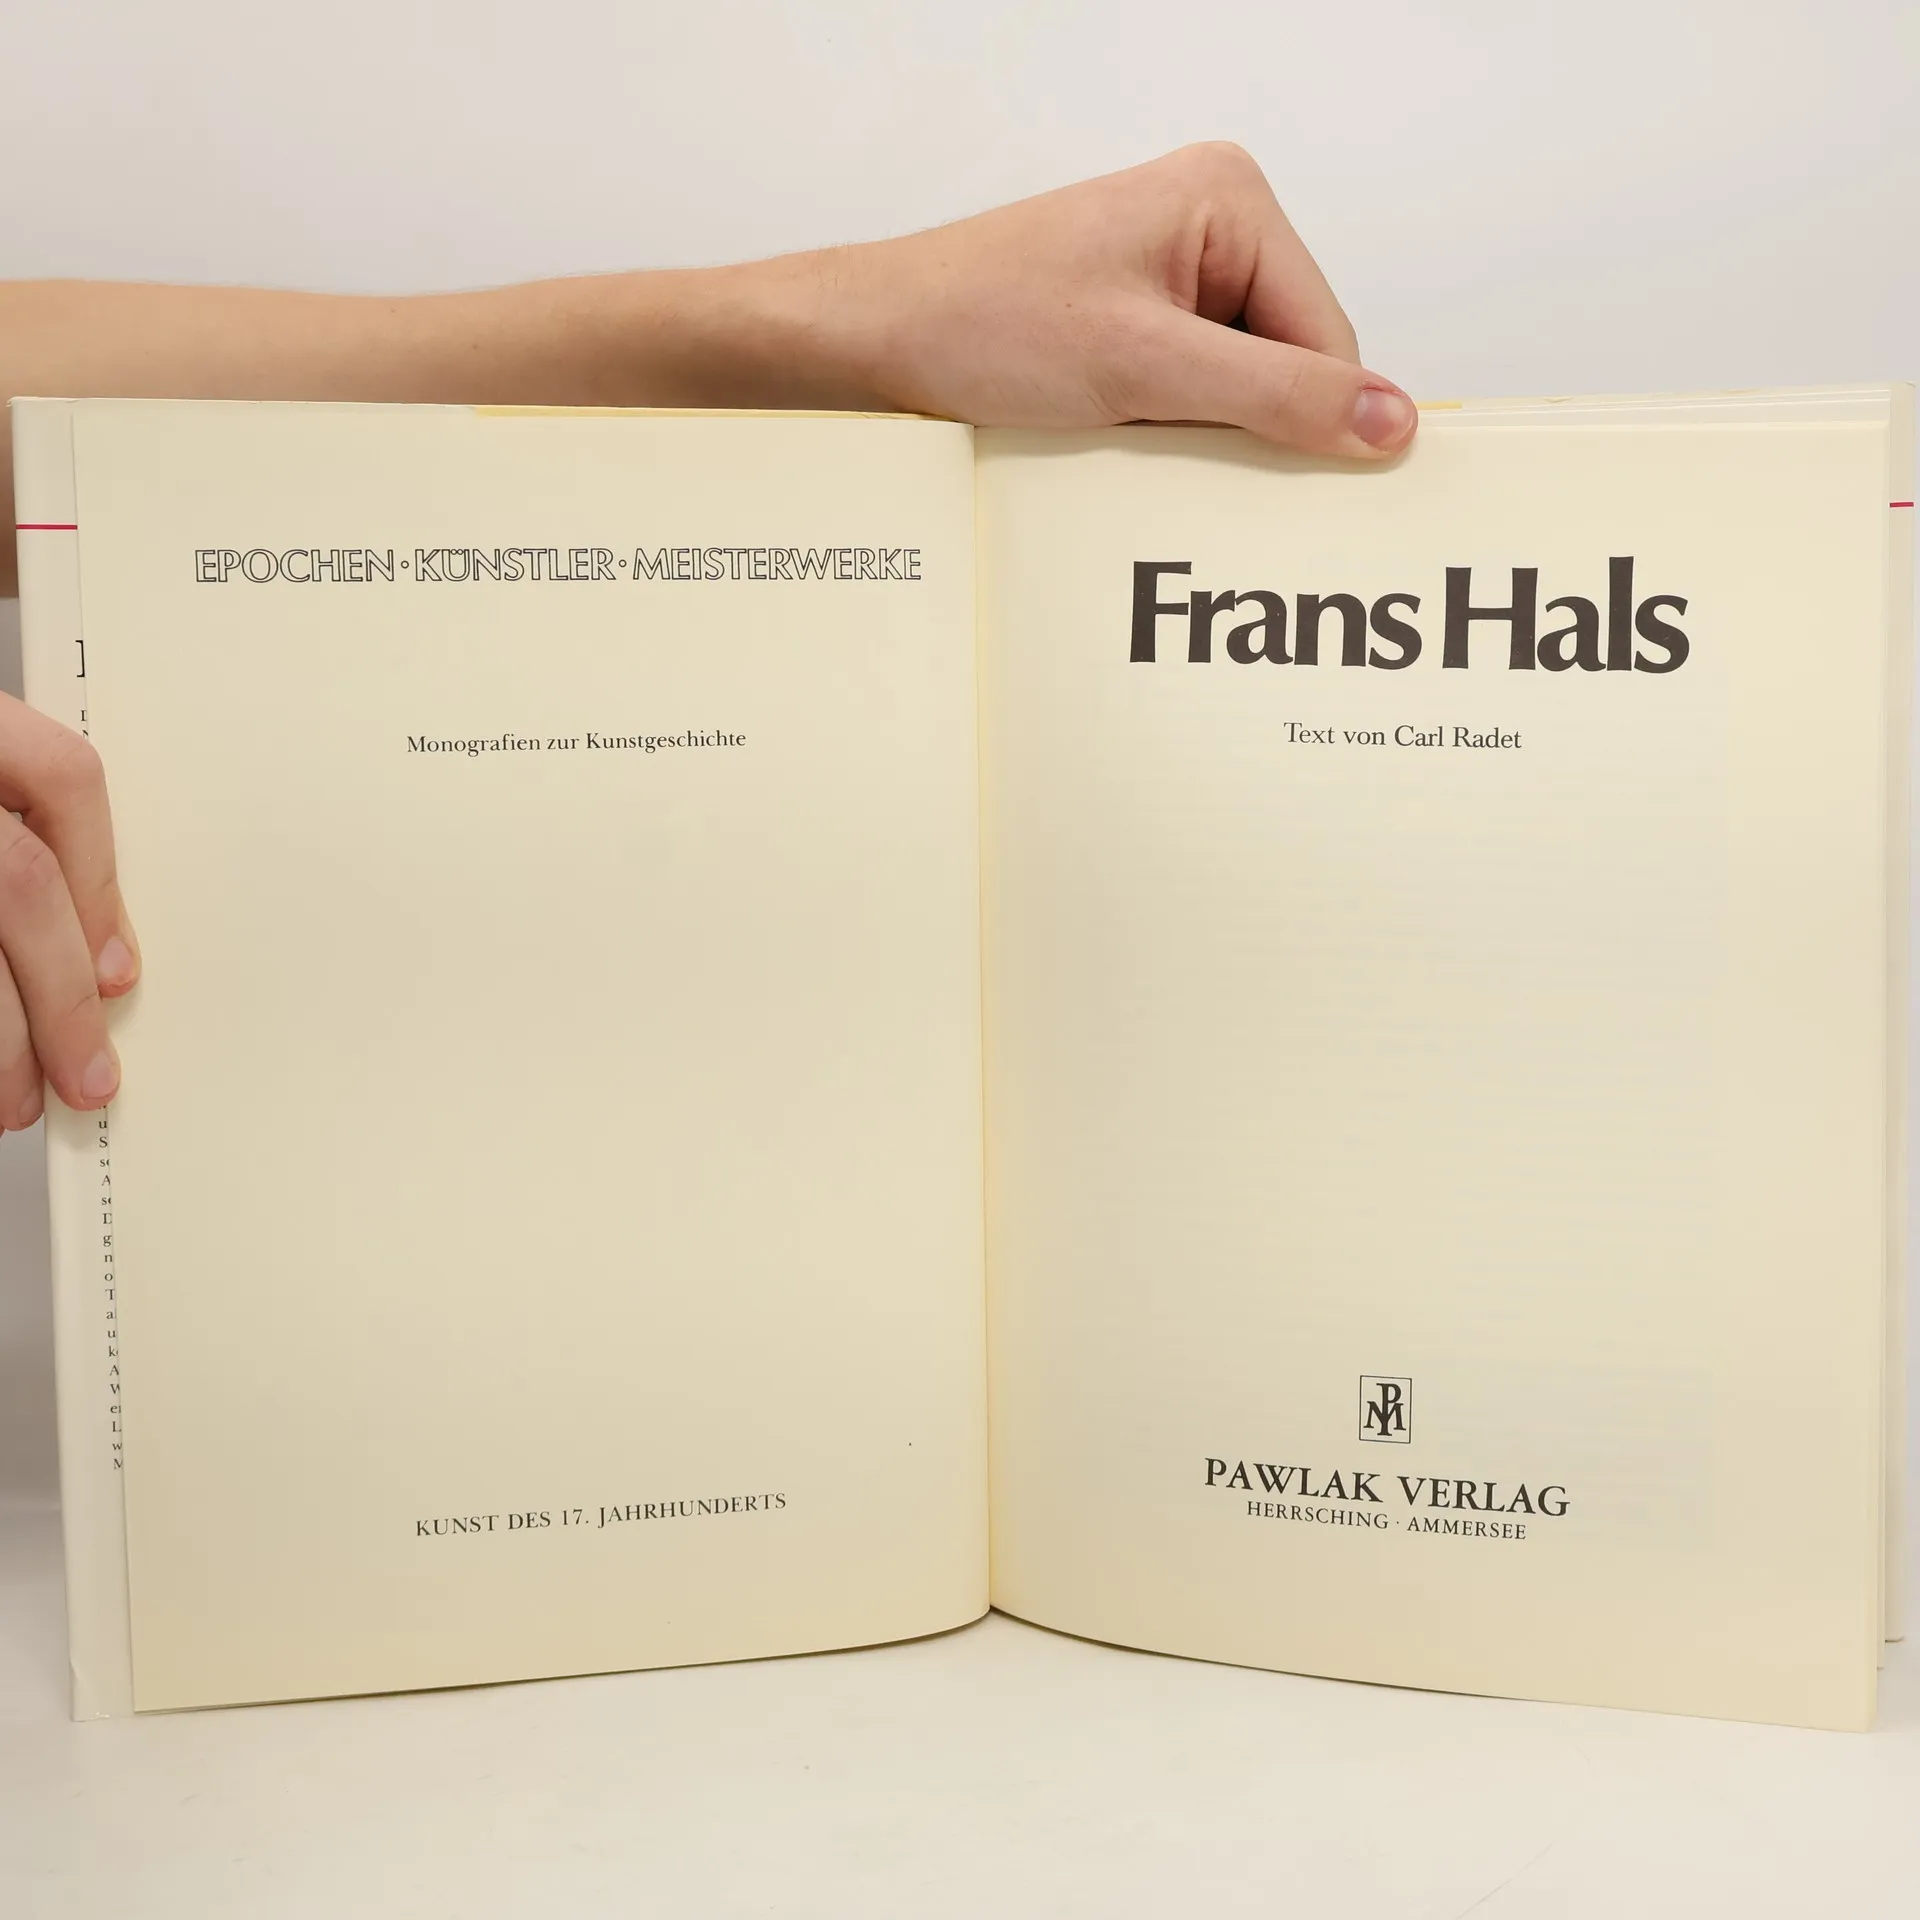 EPOCHEN · KÜNSTLER · MEISTERWERKE
Monografien zur Kunstgeschichte
KUNST DES 17. JAHRHUNDERTS
Frans Hals
Text von Carl Radet
PAWLAK VERLAG
HERRSCHING · AMMERSEE